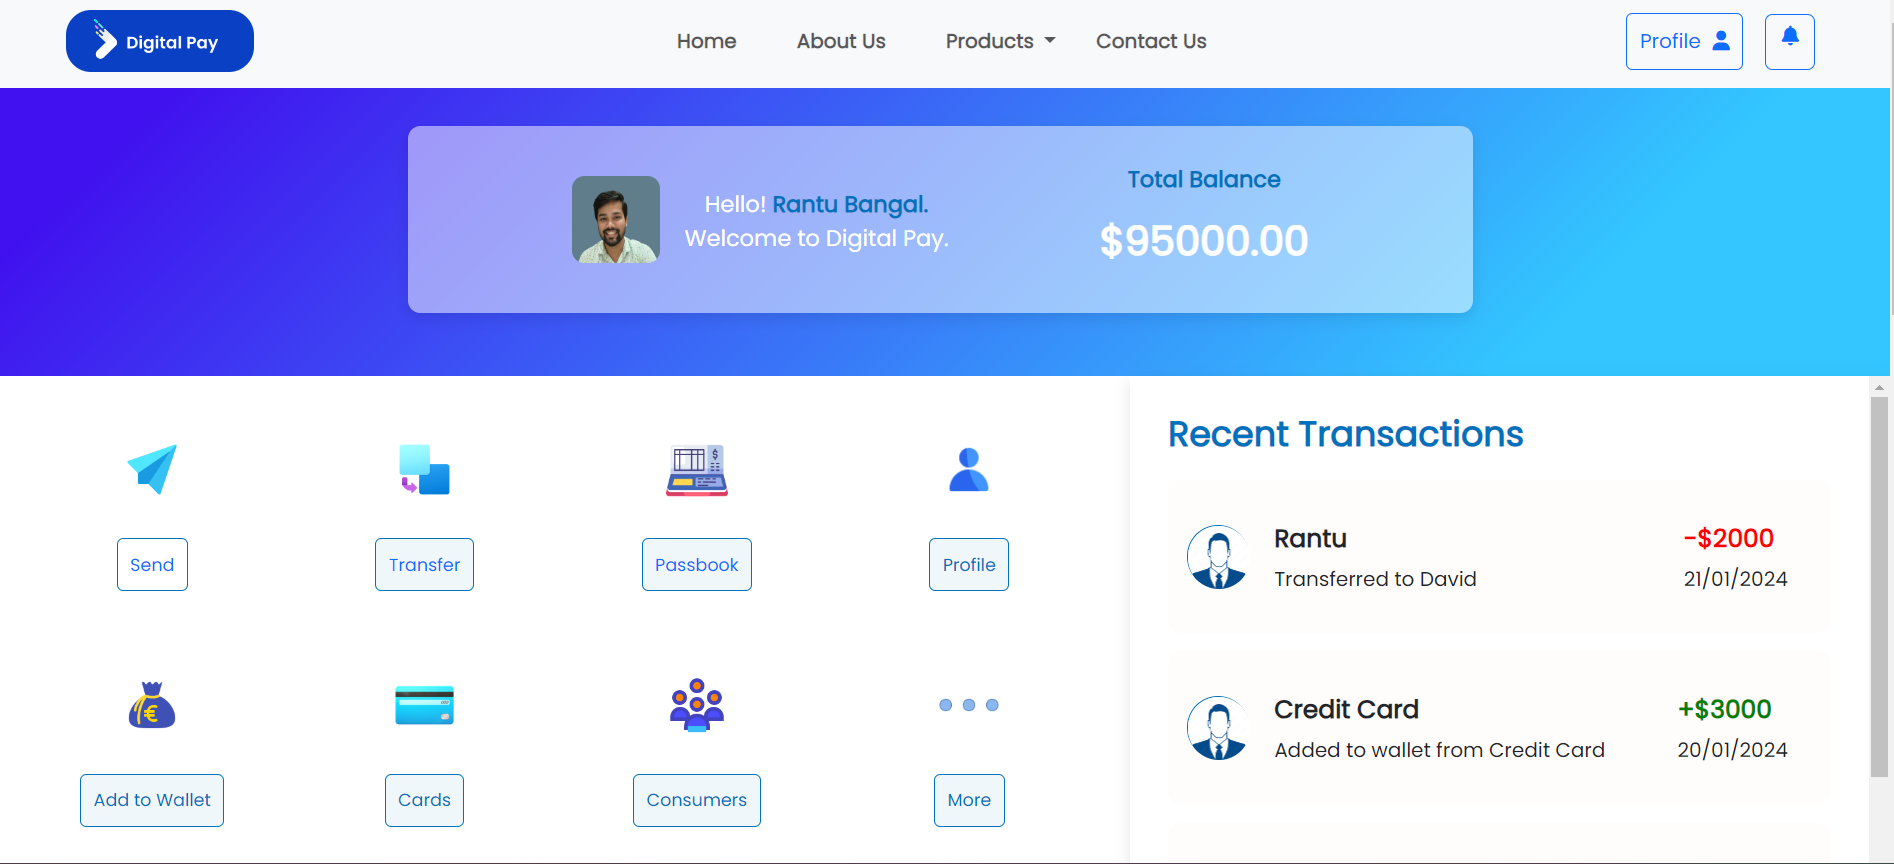 Digital Pay
Home
About Us
Products
Contact Us
Profile
Hello! Rantu Bangal.
Welcome to Digital Pay.
Total Balance
$95000.00
Send
Transfer
Passbook
Profile
Add to Wallet
Cards
Consumers
More
Recent Transactions
Rantu
-$2000
Transferred to David
21/01/2024
Credit Card
+$3000
Added to wallet from Credit Card
20/01/2024